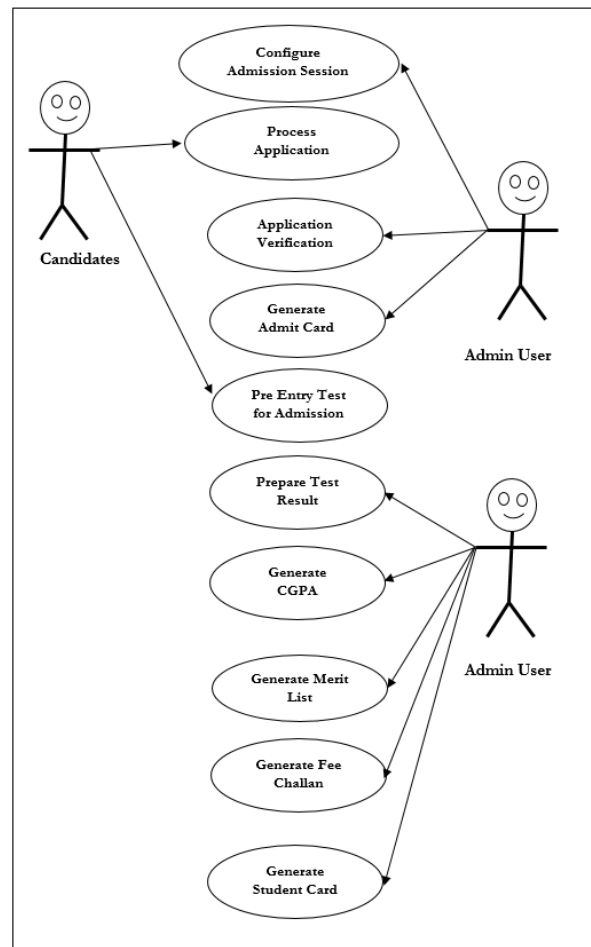 Configure
Admission Session
Process
Application
Candidates
Application
Verification
Generate
Admit Card
Admin User
Pre Entry Test
for Admission
Prepare Test
Result
Generate
CGPA
Admin User
Generate Merit
List
Generate Fee
Challan
Generate
Student Card